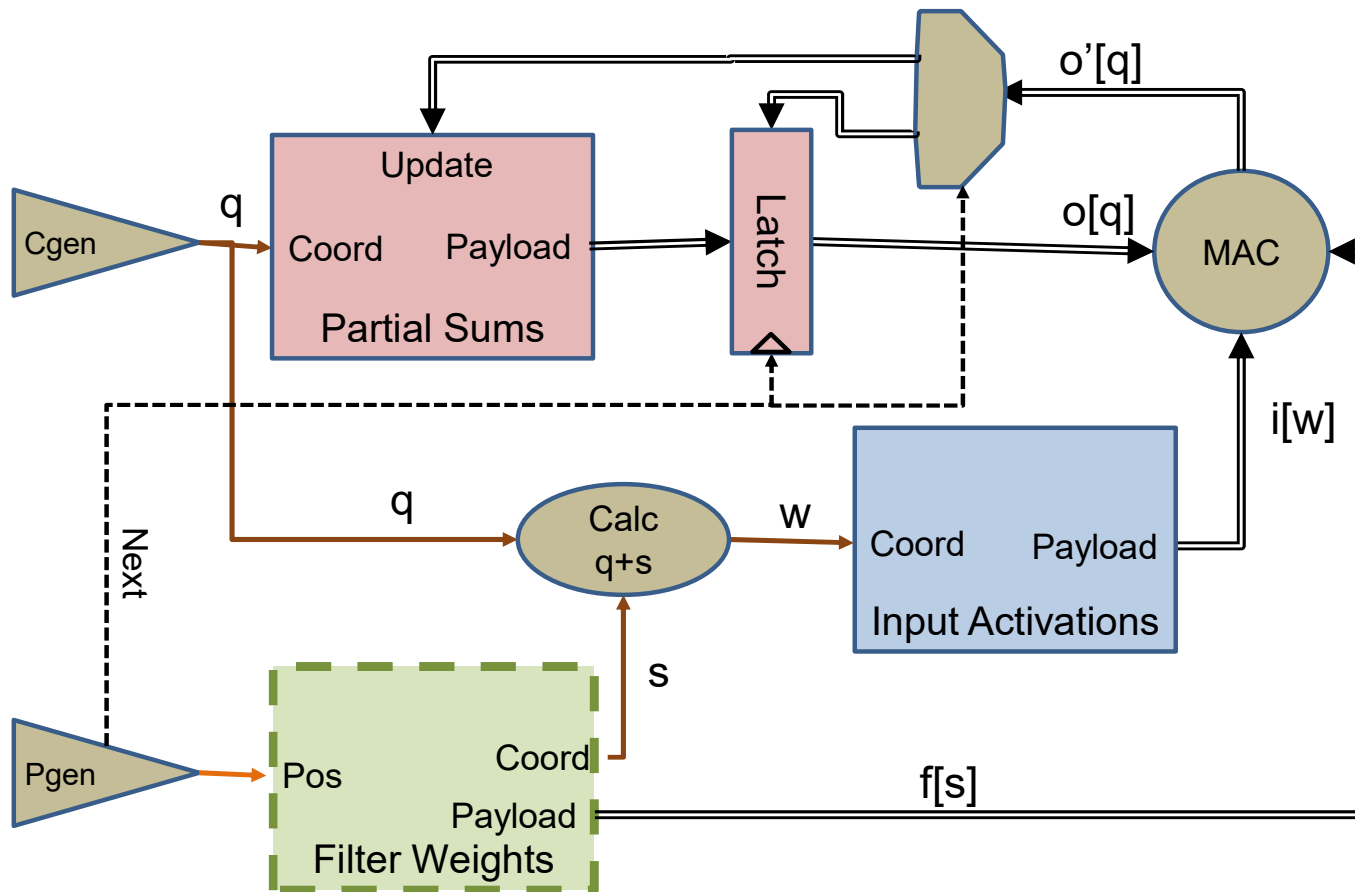 o’[q]
Update
q
Latch
o[q]
Cgen
Coord
Payload
MAC
Partial Sums
i[w]
q
Calc
q+s
w
Coord
Payload
Next
Input Activations
s
Pgen
Pos
Coord
f[s]
Payload
Filter Weights